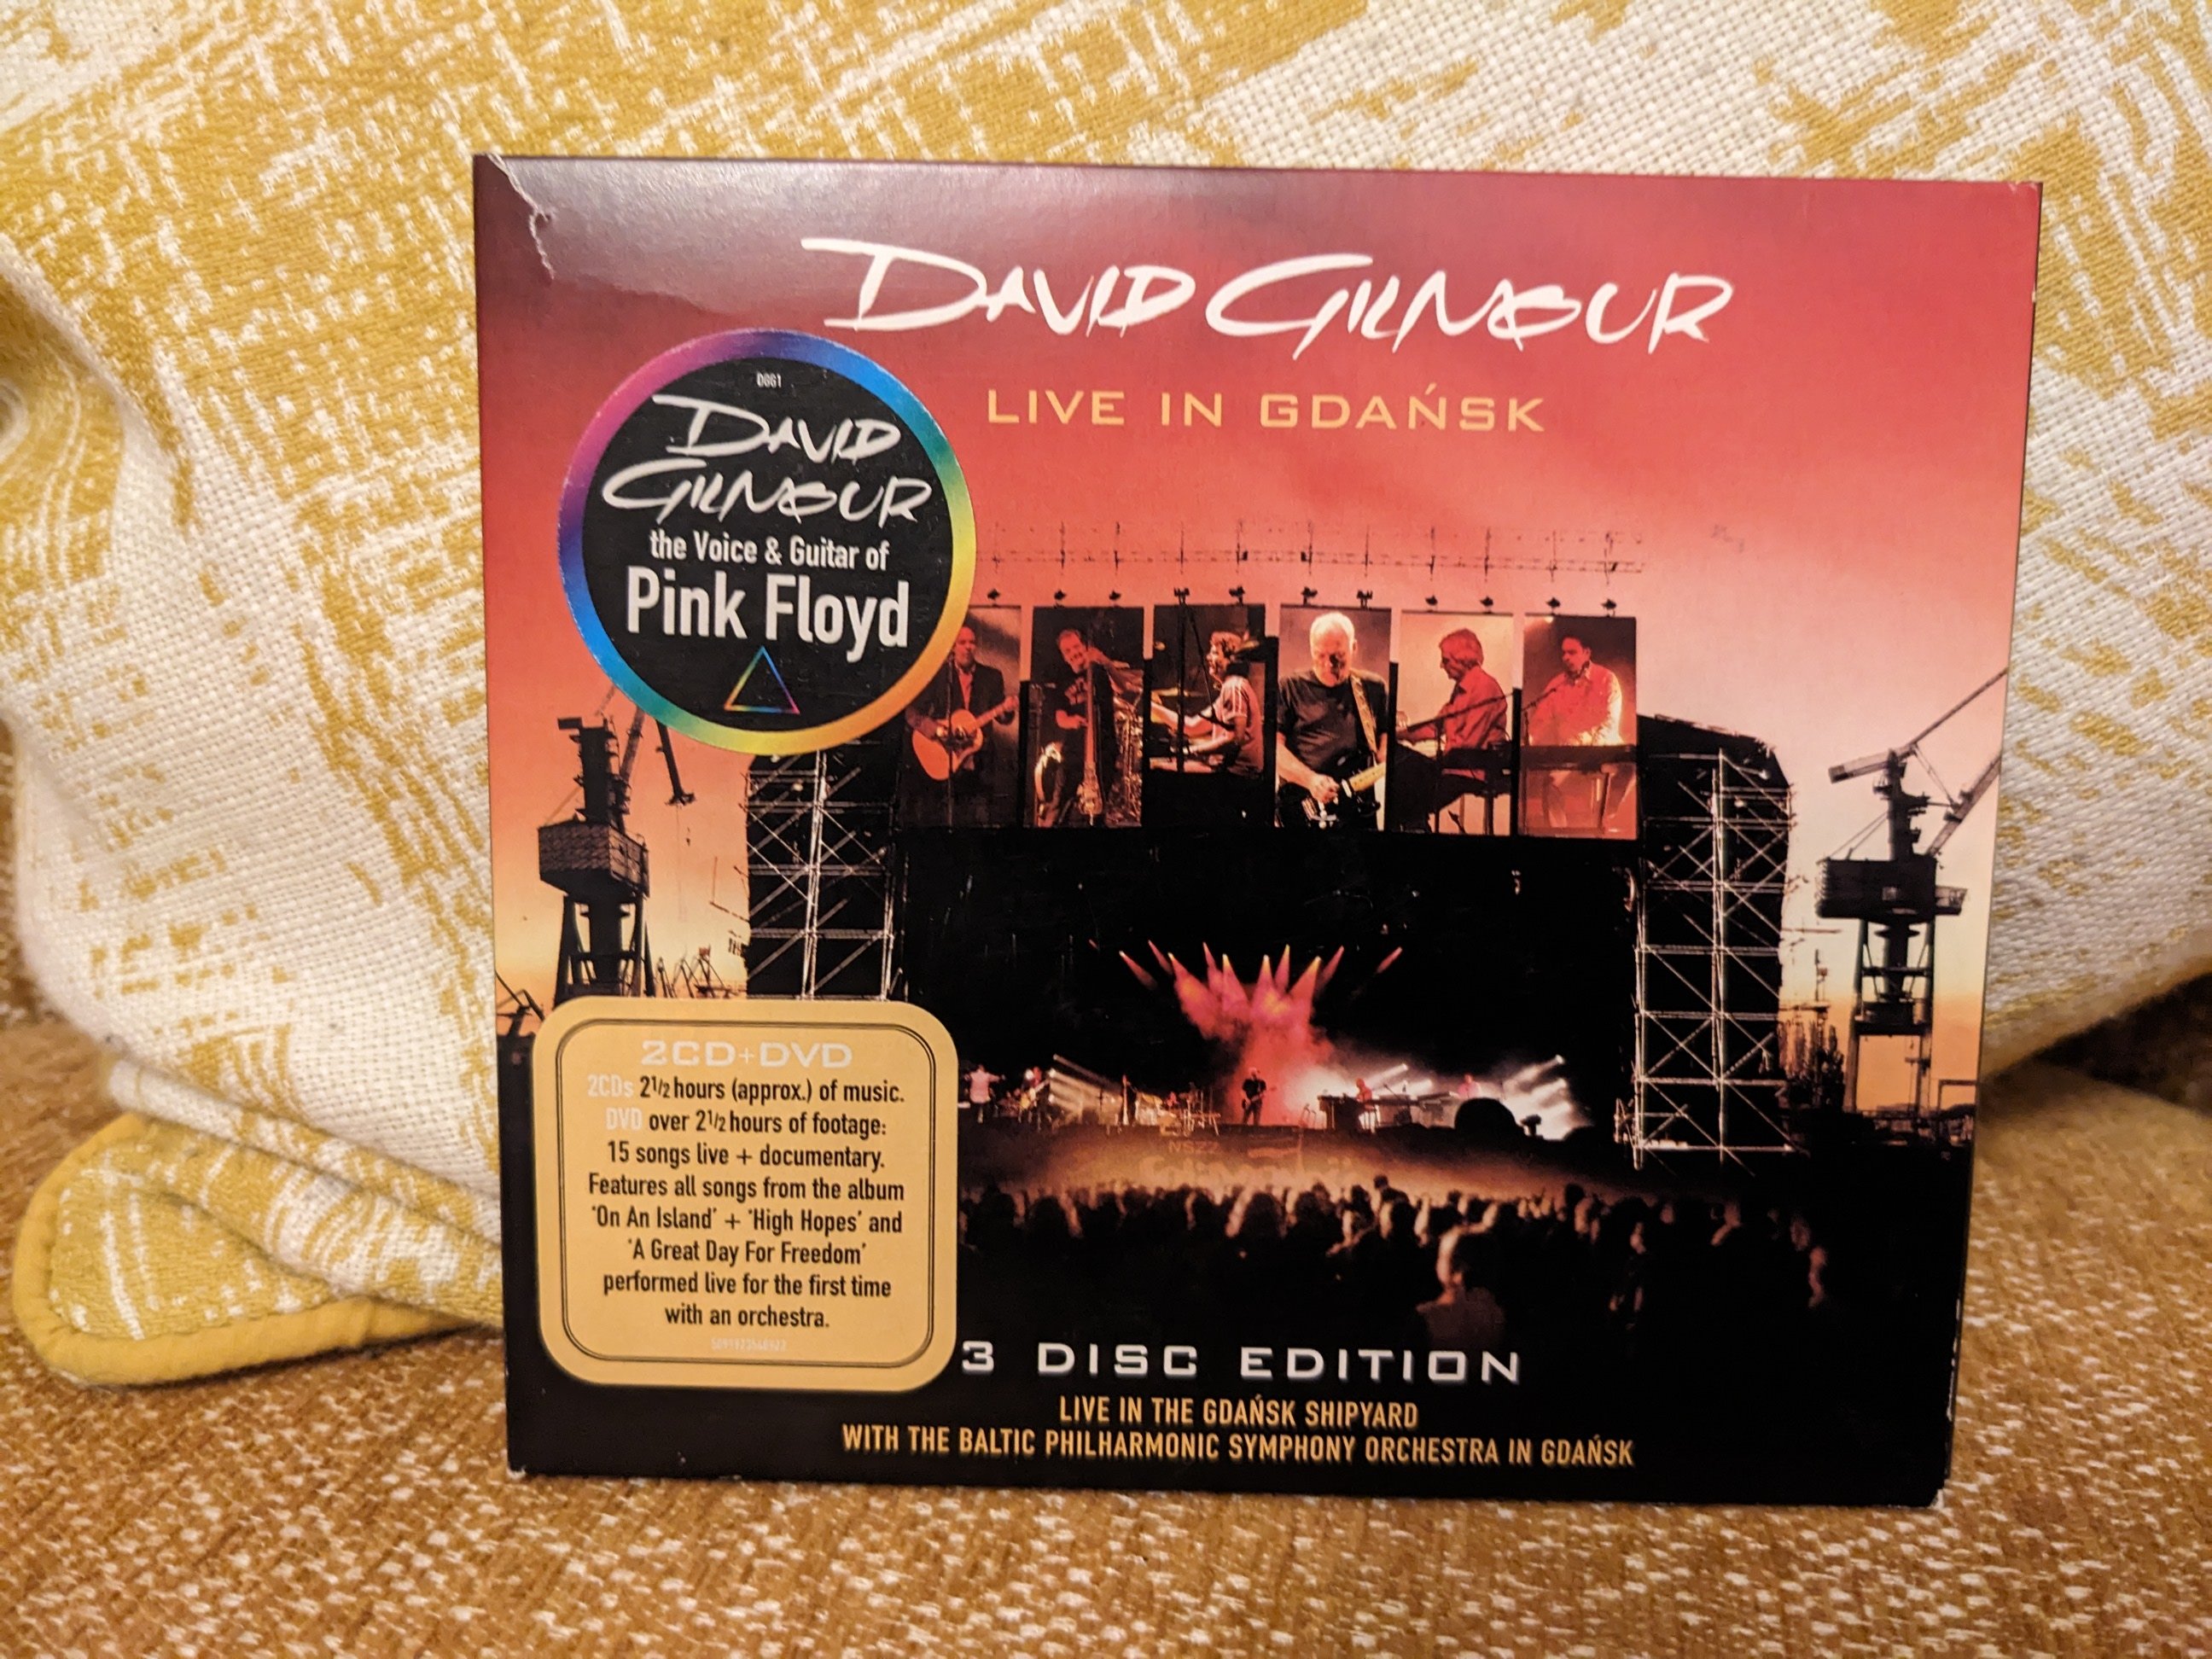 DAVID GILMOUR
LIVE IN GDAŃSK
DGG1
DAVID
GILMOUR
the Voice & Guitar of
Pink Floyd
2CD+DVD
2CDs 2½ hours (approx.) of music.
DVD over 2½ hours of footage:
15 songs live + documentary.
Features all songs from the album
'On An Island' + 'High Hopes' and
'A Great Day For Freedom'
performed live for the first time
with an orchestra.
3 DISC EDITION
LIVE IN THE GDAŃSK SHIPYARD
WITH THE BALTIC PHILHARMONIC SYMPHONY ORCHESTRA IN GDAŃSK